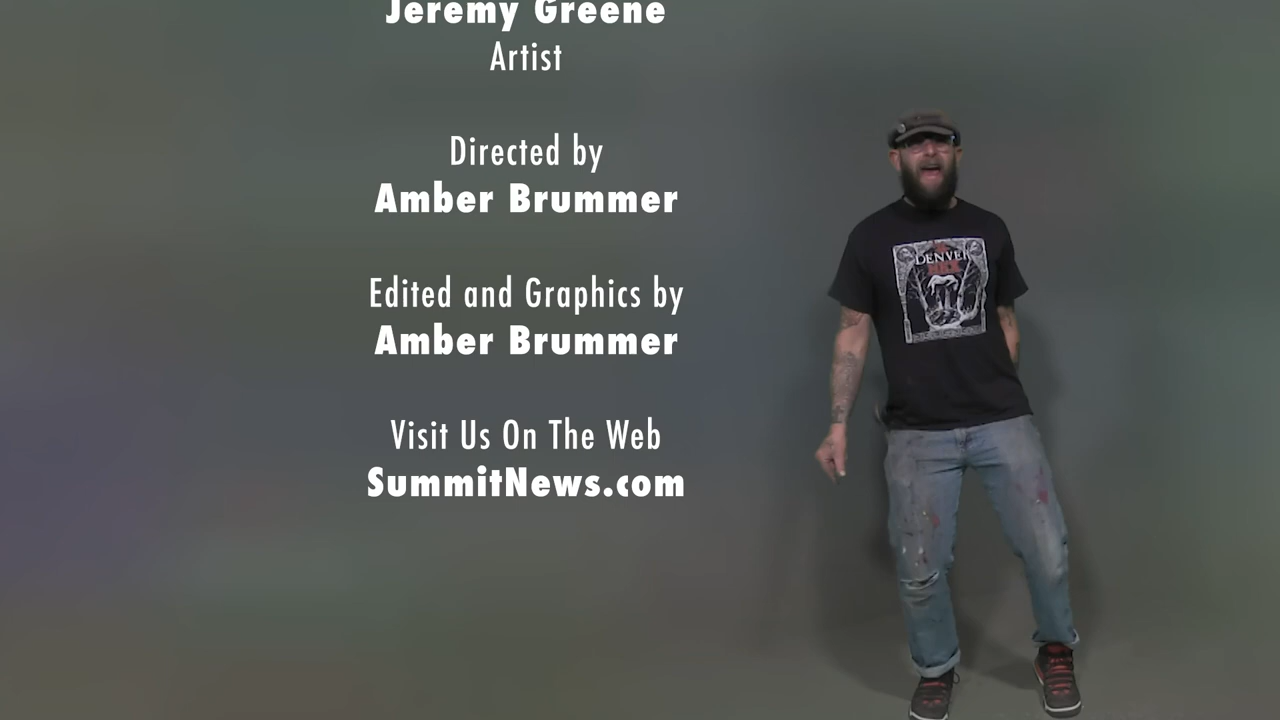 Jeremy Greene
Artist
Directed by
Amber Brummer
Edited and Graphics by
Amber Brummer
Visit Us On The Web
SummitNews.com
DENVER